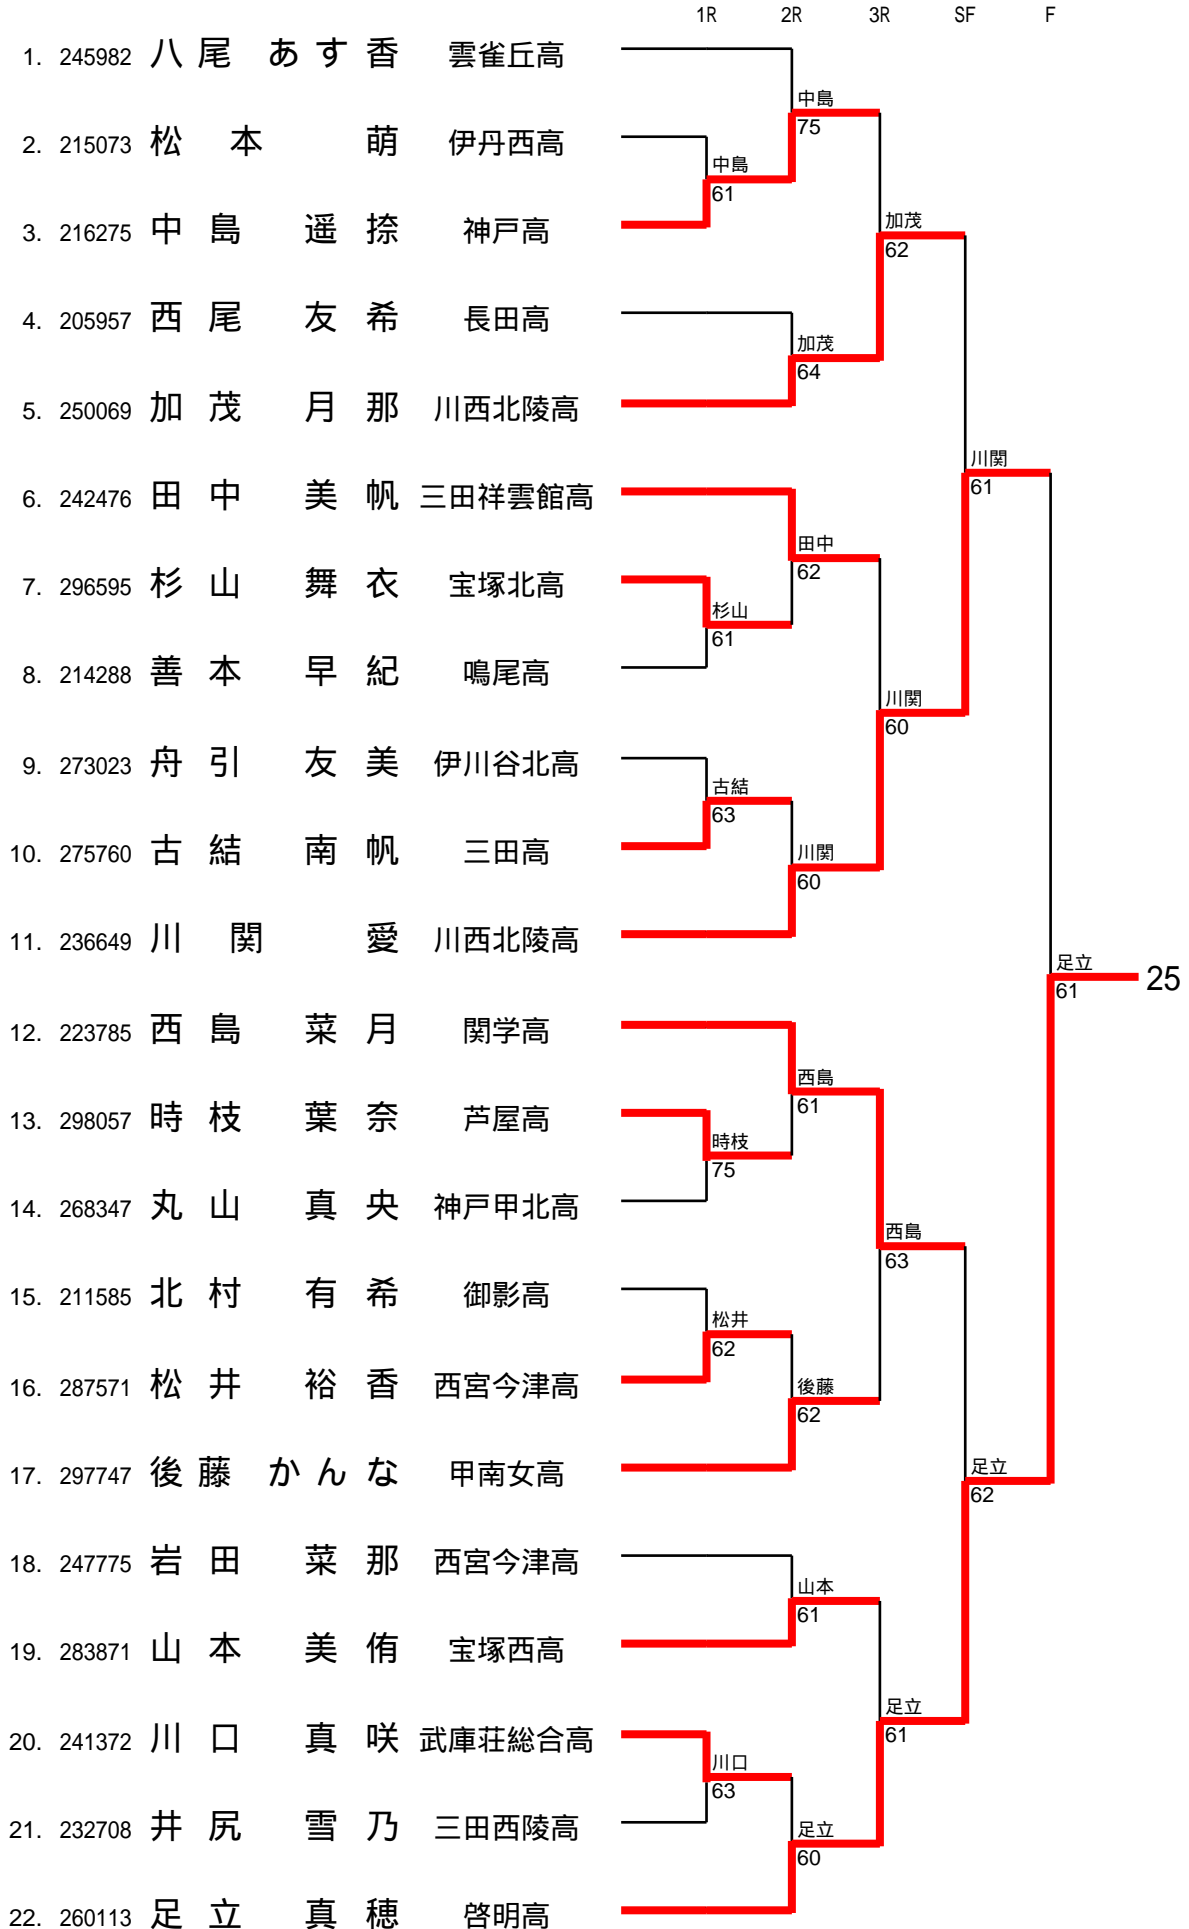 1R 2R 3R SF F
1. 245982 八尾 あす香 雲雀丘高
中島
75
2. 215073 松本 萌 伊丹西高
中島
61
3. 216275 中島 遥捺 神戸高
加茂
62
4. 205957 西尾 友希 長田高
加茂
64
5. 250069 加茂 月那 川西北陵高
川関
61
6. 242476 田中 美帆 三田祥雲館高
田中
62
7. 296595 杉山 舞衣 宝塚北高
杉山
61
8. 214288 善本 早紀 鳴尾高
川関
60
9. 273023 舟引 友美 伊川谷北高
古結
63
10. 275760 古結 南帆 三田高
川関
60
11. 236649 川関 愛 川西北陵高
足立
61
25
12. 223785 西島 菜月 関学高
西島
61
13. 298057 時枝 葉奈 芦屋高
時枝
75
14. 268347 丸山 真央 神戸甲北高
西島
63
15. 211585 北村 有希 御影高
松井
62
16. 287571 松井 裕香 西宮今津高
後藤
62
17. 297747 後藤 かんな 甲南女高
足立
62
18. 247775 岩田 菜那 西宮今津高
山本
61
19. 283871 山本 美侑 宝塚西高
足立
61
20. 241372 川口 真咲 武庫荘総合高
川口
63
21. 232708 井尻 雪乃 三田西陵高
足立
60
22. 260113 足立 真穂 啓明高